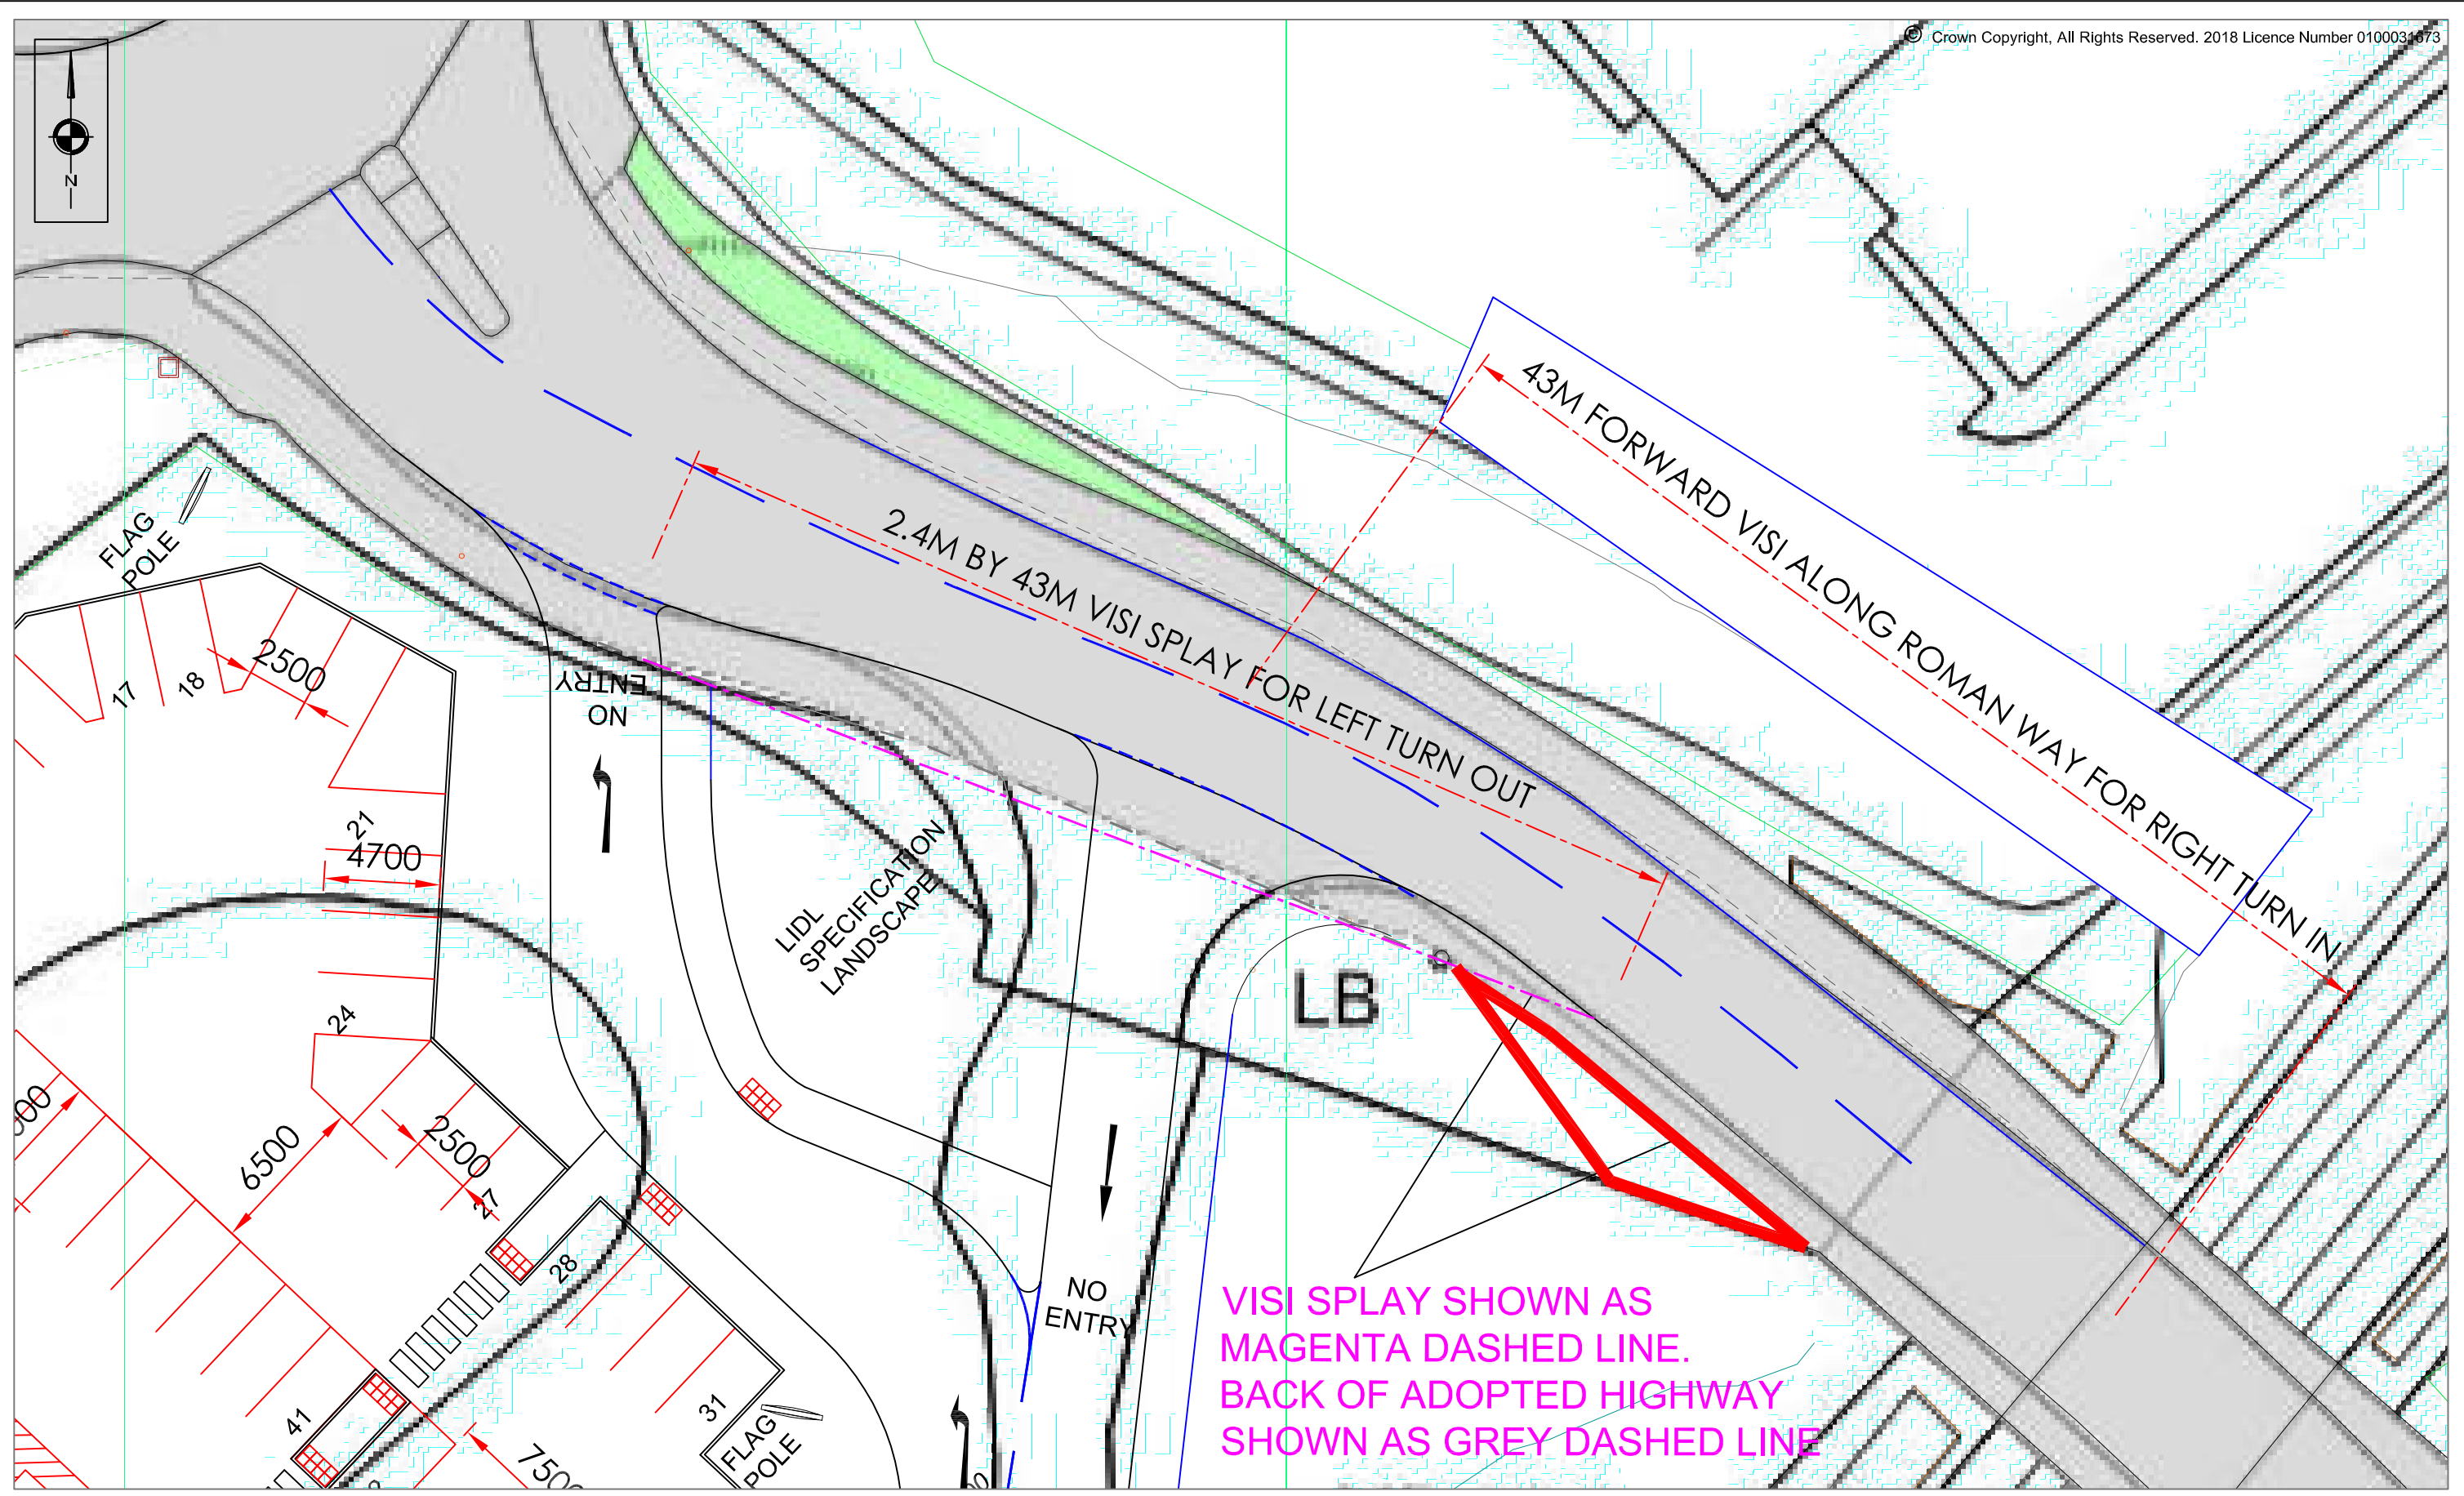 © Crown Copyright, All Rights Reserved. 2018 Licence Number 0100031673
N
43M FORWARD VISI ALONG ROMAN WAY FOR RIGHT TURN IN
2.4M BY 43M VISI SPLAY FOR LEFT TURN OUT
FLAG
POLE
17
18
2500
NO
ENTRY
21
4700
LIDL
SPECIFICATION
LANDSCAPE
LB
24
6500
2500
27
28
NO
ENTRY
31
FLAG
POLE
41
7500
VISI SPLAY SHOWN AS
MAGENTA DASHED LINE.
BACK OF ADOPTED HIGHWAY
SHOWN AS GREY DASHED LINE